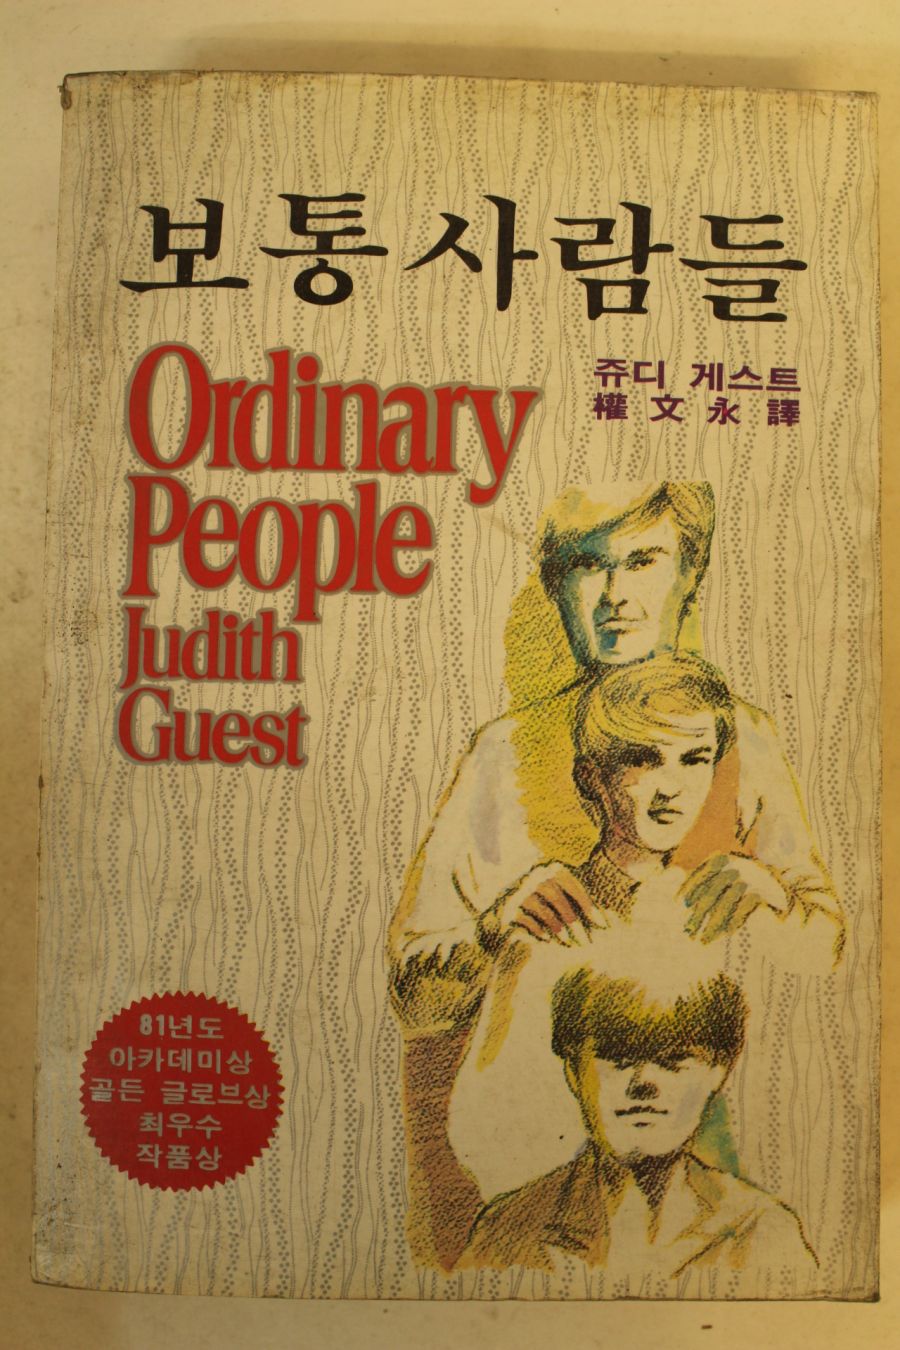 보통 사람들
Ordinary
People
Judith
Guest
쥬디 게스트
權文永 譯
81년도
아카데미상
골든 글로브상
최우수
작품상